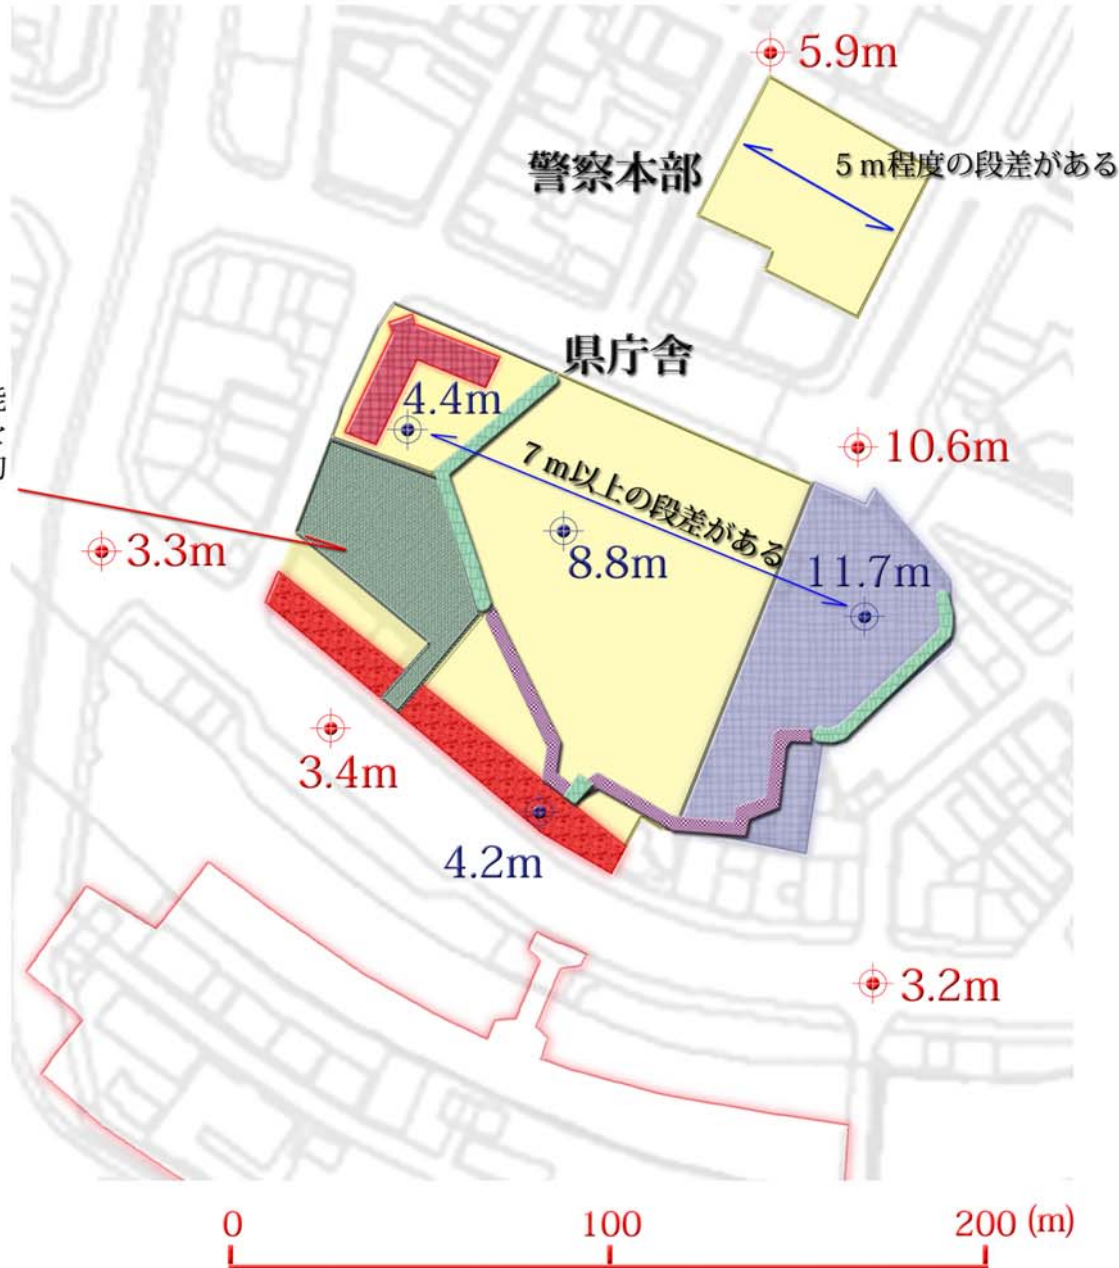 5.9m
警察本部
5m程度の段差がある
県庁舎
4.4m
10.6m
7m以上の段差がある
3.3m
8.8m
11.7m
3.4m
4.2m
3.2m
0 100 200 (m)